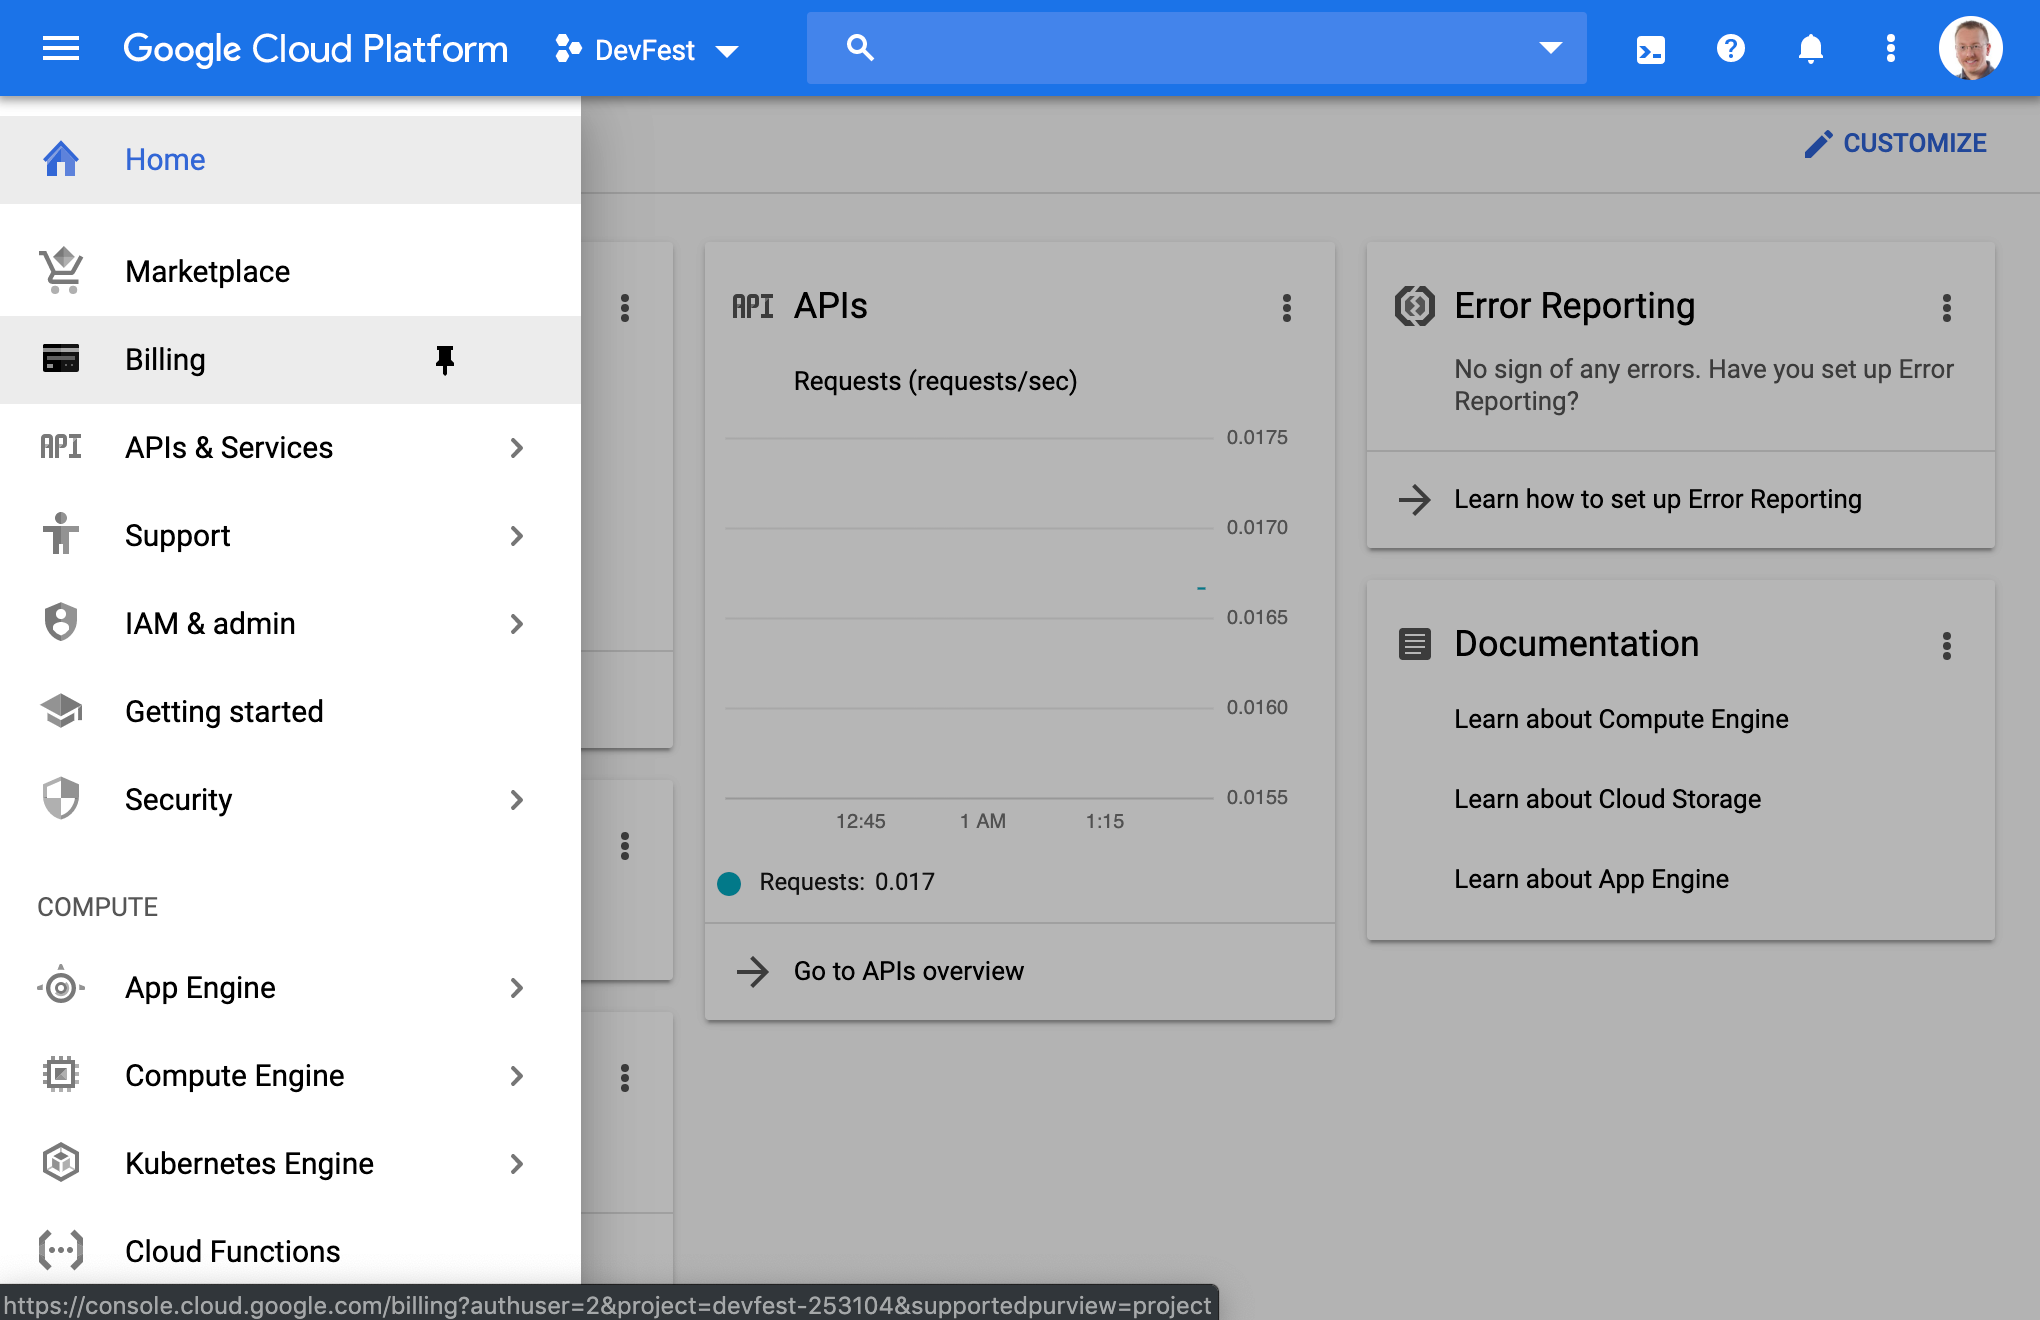 Google Cloud Platform
DevFest
Home
Marketplace
Billing
API
APIs & Services
Support
IAM & admin
Getting started
Security
COMPUTE
App Engine
Compute Engine
Kubernetes Engine
Cloud Functions
CUSTOMIZE
API
APIs
Requests (requests/sec)
0.0175
0.0170
0.0165
0.0160
0.0155
12:45
1 AM
1:15
Requests: 0.017
Go to APIs overview
Error Reporting
No sign of any errors. Have you set up Error
Reporting?
Learn how to set up Error Reporting
Documentation
Learn about Compute Engine
Learn about Cloud Storage
Learn about App Engine
https://console.cloud.google.com/billing?authuser=2&project=devfest-253104&supportedpurview=project